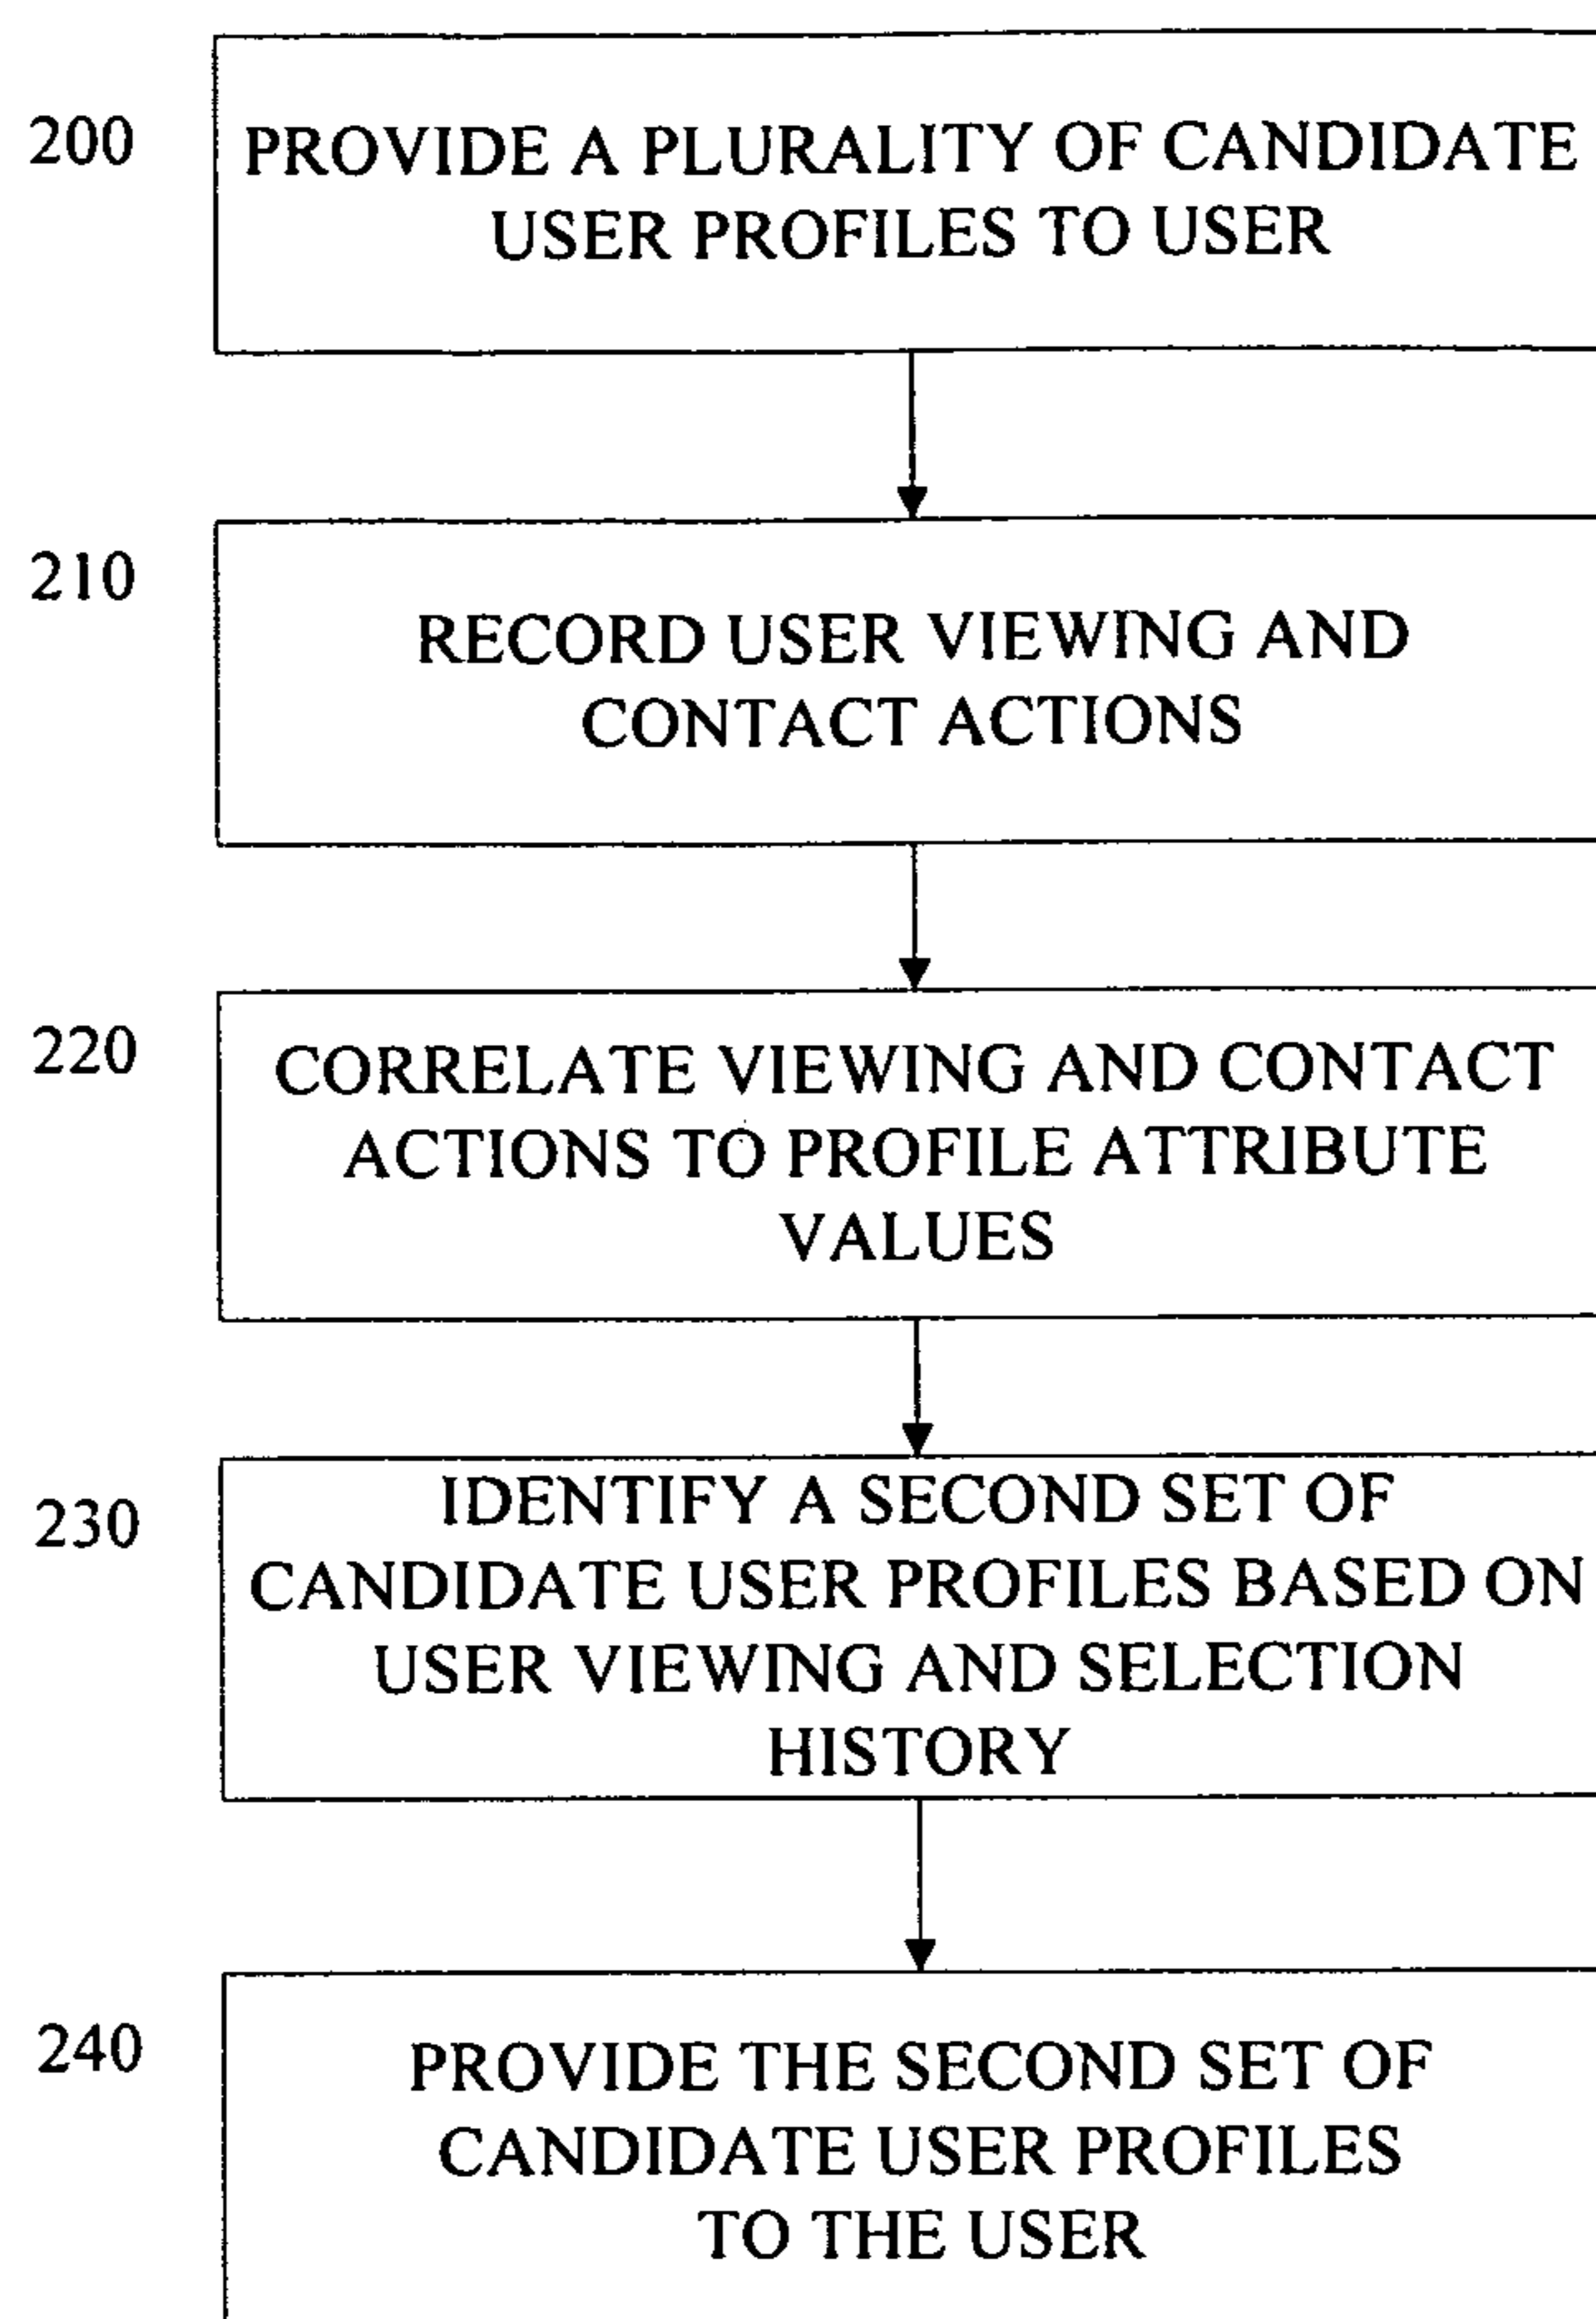 200
PROVIDE A PLURALITY OF CANDIDATE
USER PROFILES TO USER
210
RECORD USER VIEWING AND
CONTACT ACTIONS
220
CORRELATE VIEWING AND CONTACT
ACTIONS TO PROFILE ATTRIBUTE
VALUES
230
IDENTIFY A SECOND SET OF
CANDIDATE USER PROFILES BASED ON
USER VIEWING AND SELECTION
HISTORY
240
PROVIDE THE SECOND SET OF
CANDIDATE USER PROFILES
TO THE USER